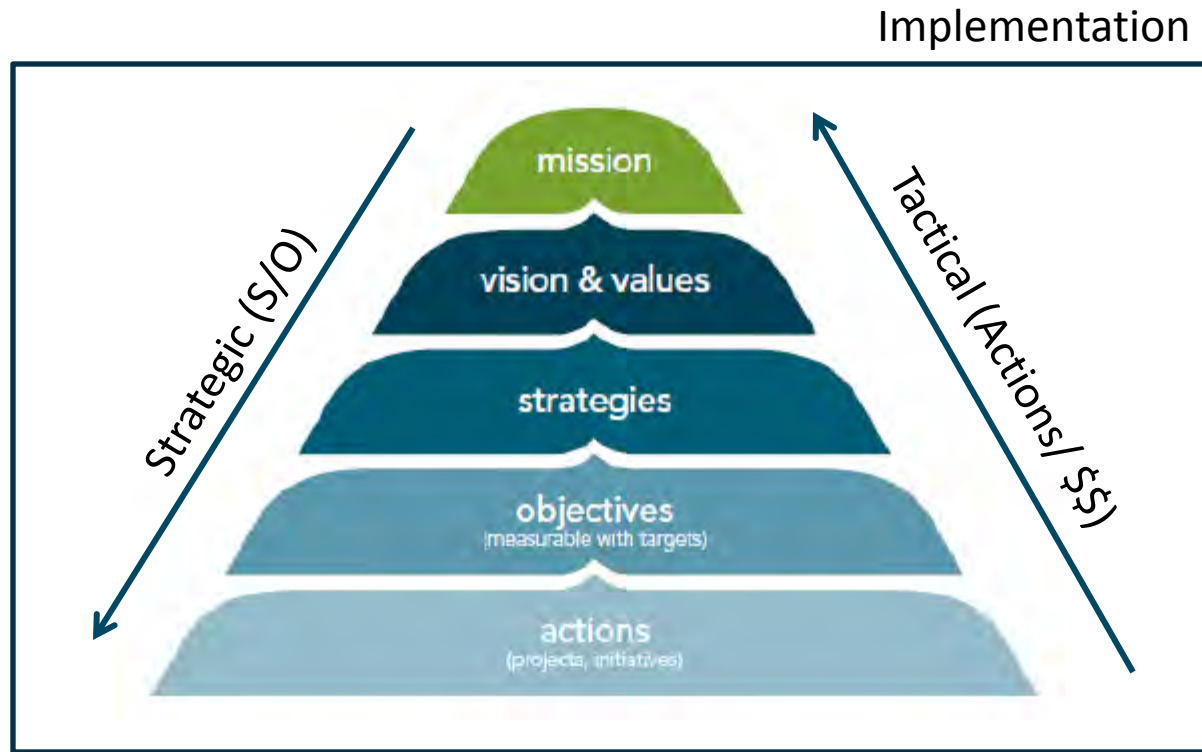 Implementation
mission
vision & values
strategies
objectives
(measurable with targets)
actions
(projects, initiatives)
Strategic (S/O)
Tactical (Actions/ $$)